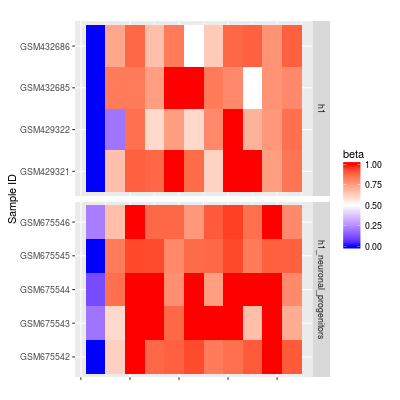 GSM432686
GSM432685
GSM429322
GSM429321
h1
GSM675546
GSM675545
GSM675544
GSM675543
GSM675542
h1_neuronal_progenitors
Sample ID
beta
1.00
0.75
0.50
0.25
0.00